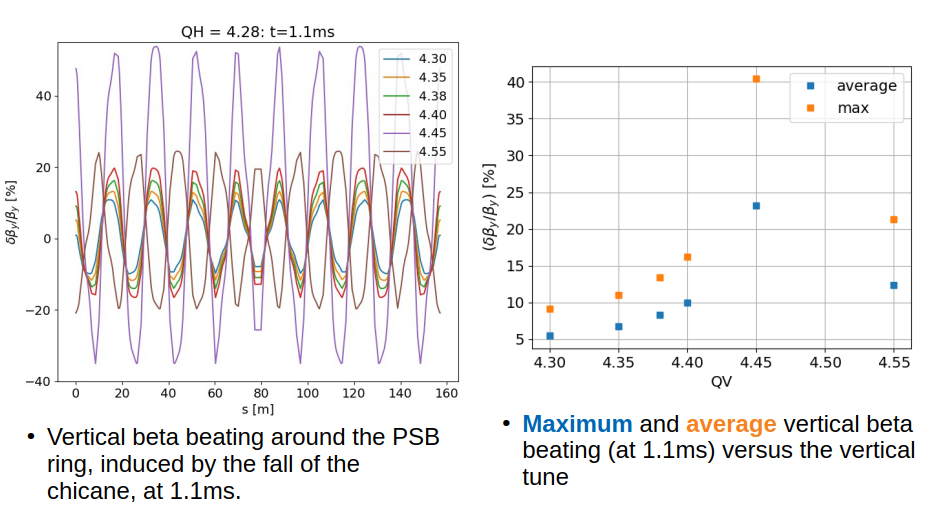 QH = 4.28: t=1.1ms
δβy/βy [%]
40
20
0
−20
−40
4.30
4.35
4.38
4.40
4.45
4.55
0 20 40 60 80 100 120 140 160
s [m]
• Vertical beta beating around the PSB
ring, induced by the fall of the
chicane, at 1.1ms.
(δβy/βy) [%]
40
35
30
25
20
15
10
5
average
max
4.30 4.35 4.40 4.45 4.50 4.55
QV
• Maximum and average vertical beta
beating (at 1.1ms) versus the vertical
tune